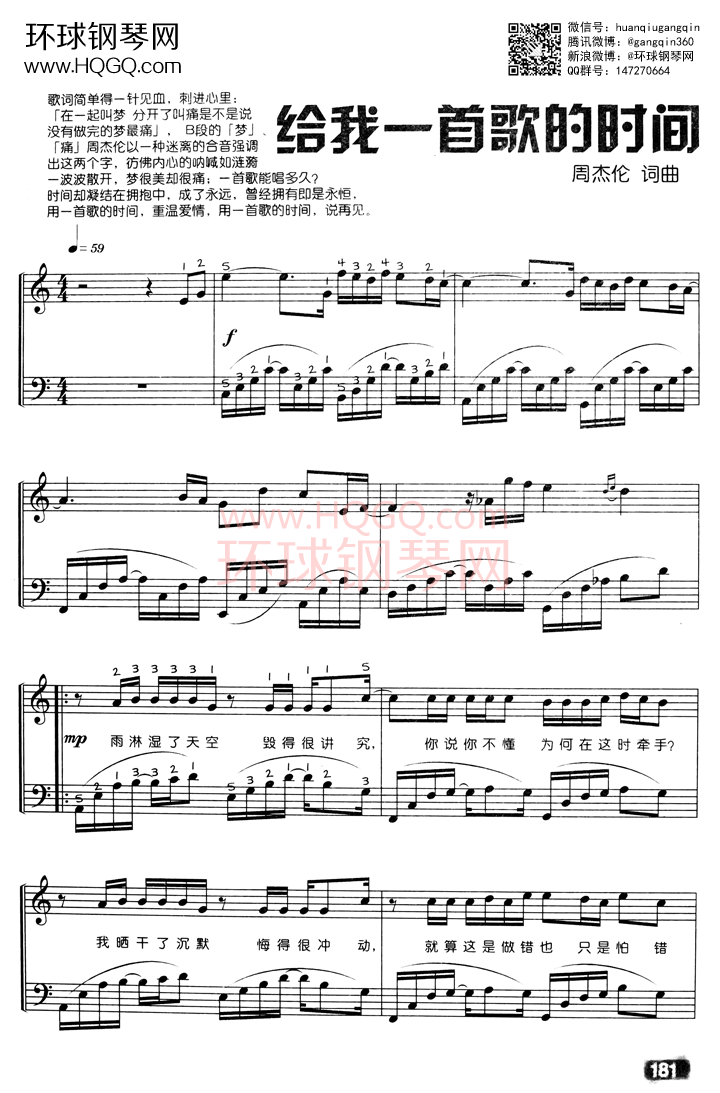 环球钢琴网
www.HQGQ.com
微信号：huanqiugangqin
腾讯微博：@gangqin360
新浪微博：@环球钢琴网
QQ群号：147270664
歌词简单得一针见血，刺进心里：
「在一起叫梦 分开了叫痛是不是说
没有做完的梦最痛」，B段的「梦」、
「痛」周杰伦以一种迷离的合音强调
出这两个字，彷佛内心的呐喊如涟漪
一波波散开，梦很美却很痛；一首歌能唱多久？
时间却凝结在拥抱中，成了永远，曾经拥有即是永恒，
用一首歌的时间，重温爱情，用一首歌的时间，说再见。
给我一首歌的时间
周杰伦 词曲
♩=59
f
www.HQGQ.com
环球钢琴网
mp
雨淋湿了天空 毁得很讲究， 你说你不懂 为何在这时牵手？
我晒干了沉默 悔得很冲动， 就算这是做错也 只是怕 错
181